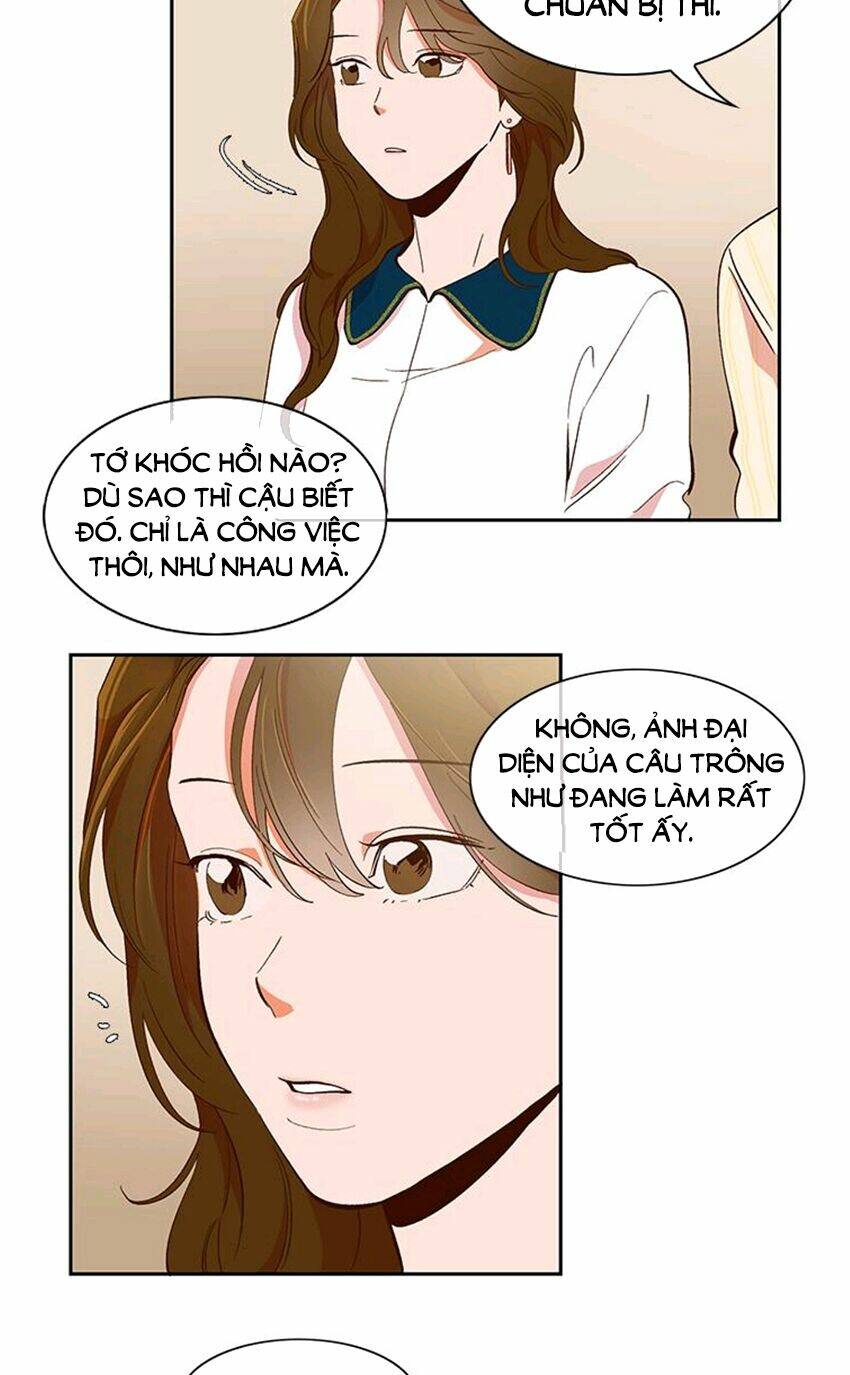 CHUẨN BỊ THI.
TỚ KHÓC HỒI NÀO?
DÙ SAO THÌ CẬU BIẾT
ĐÓ. CHỈ LÀ CÔNG VIỆC
THÔI, NHƯ NHAU MÀ.
KHÔNG, ẢNH ĐẠI
DIỆN CỦA CÂU TRÔNG
NHƯ ĐANG LÀM RẤT
TỐT ẤY.